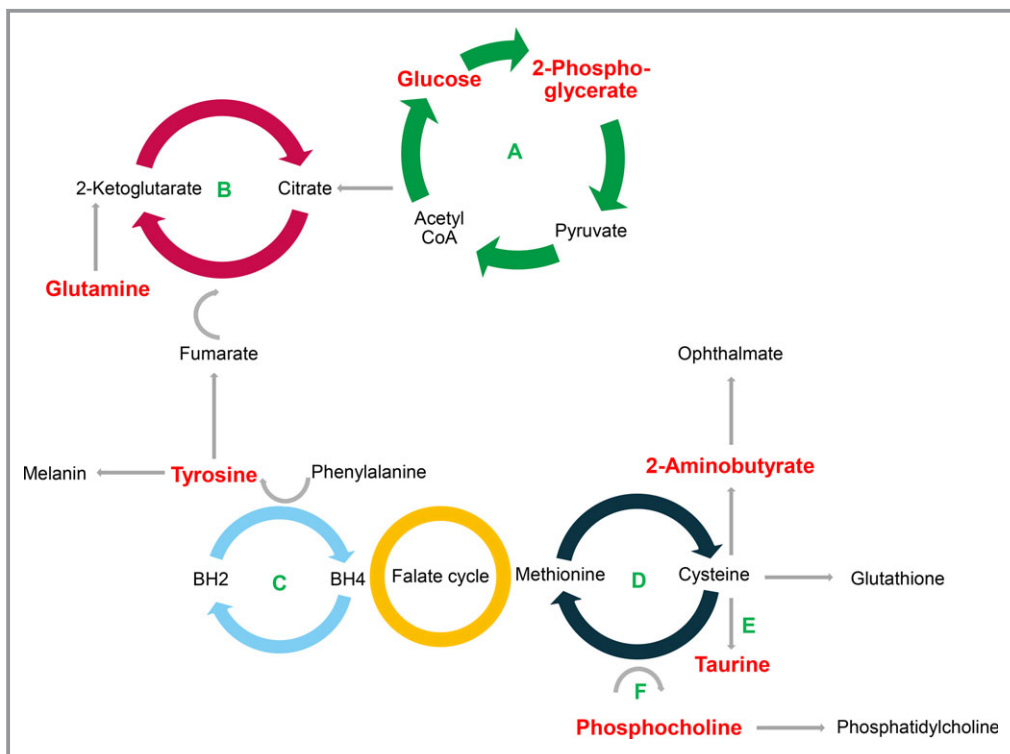 Glucose
2-Phospho-
glycerate
A
2-Ketoglutarate
B
Citrate
Acetyl
CoA
Pyruvate
Glutamine
Fumarate
Ophthalmate
Melanin
Tyrosine
Phenylalanine
2-Aminobutyrate
BH2
C
BH4
Falate cycle
Methionine
D
Cysteine
Glutathione
E
Taurine
F
Phosphocholine
Phosphatidylcholine